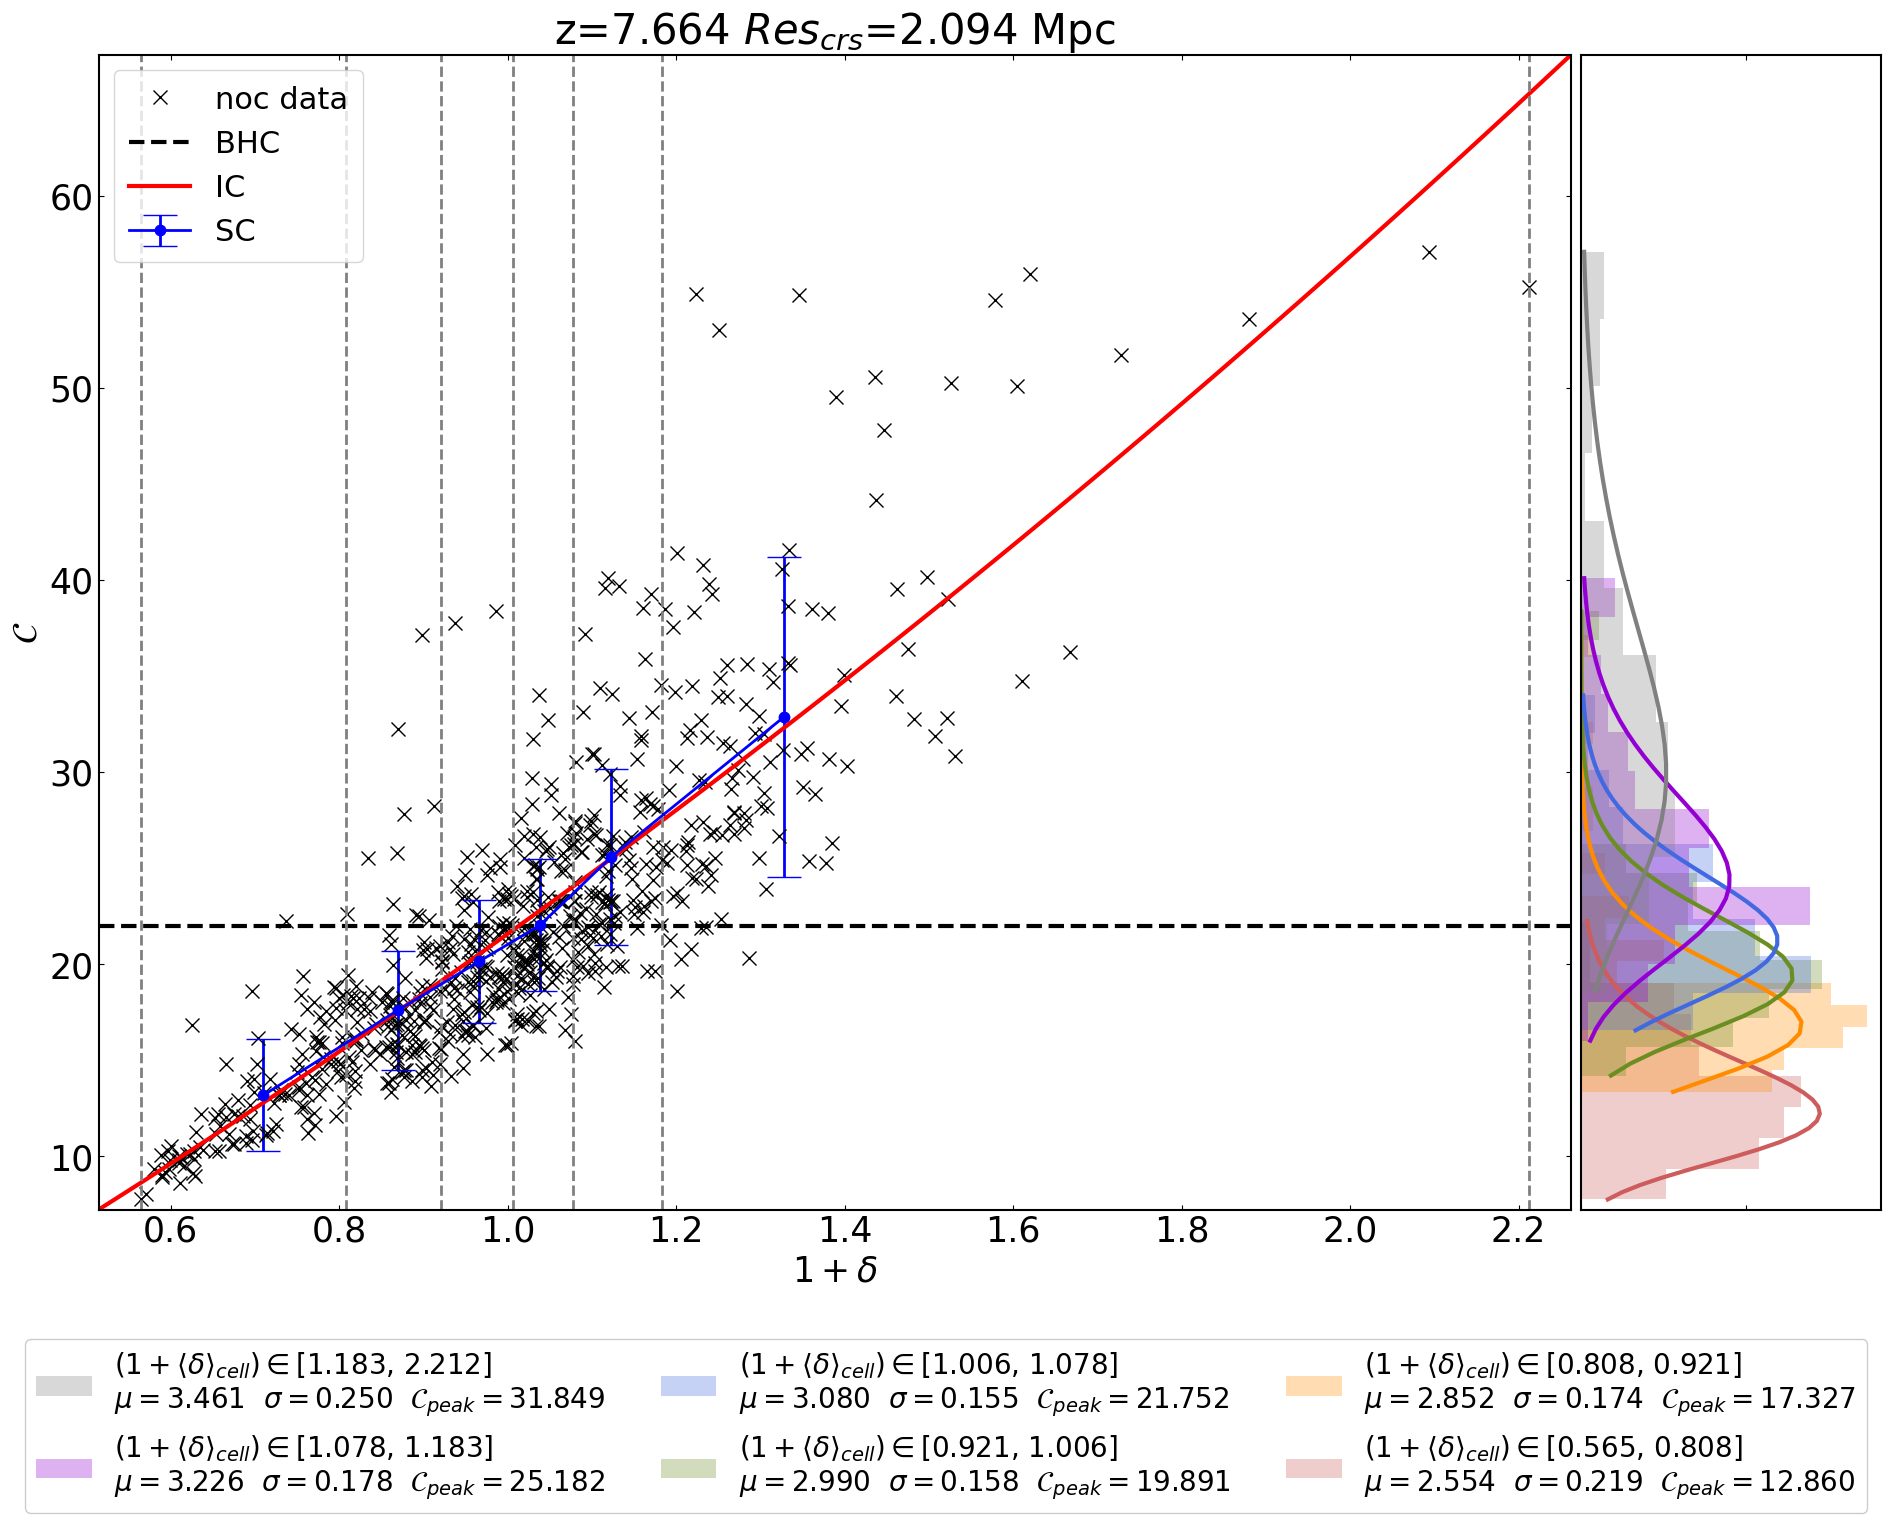 z=7.664 Res_crs=2.094 Mpc
noc data
BHC
IC
SC
60
50
40
30
20
10
𝒞
0.6 0.8 1.0 1.2 1.4 1.6 1.8 2.0 2.2
1 + δ
(1 + ⟨δ⟩_cell) ∈ [1.183, 2.212]
μ = 3.461 σ = 0.250 𝒞_peak = 31.849
(1 + ⟨δ⟩_cell) ∈ [1.078, 1.183]
μ = 3.226 σ = 0.178 𝒞_peak = 25.182
(1 + ⟨δ⟩_cell) ∈ [1.006, 1.078]
μ = 3.080 σ = 0.155 𝒞_peak = 21.752
(1 + ⟨δ⟩_cell) ∈ [0.921, 1.006]
μ = 2.990 σ = 0.158 𝒞_peak = 19.891
(1 + ⟨δ⟩_cell) ∈ [0.808, 0.921]
μ = 2.852 σ = 0.174 𝒞_peak = 17.327
(1 + ⟨δ⟩_cell) ∈ [0.565, 0.808]
μ = 2.554 σ = 0.219 𝒞_peak = 12.860